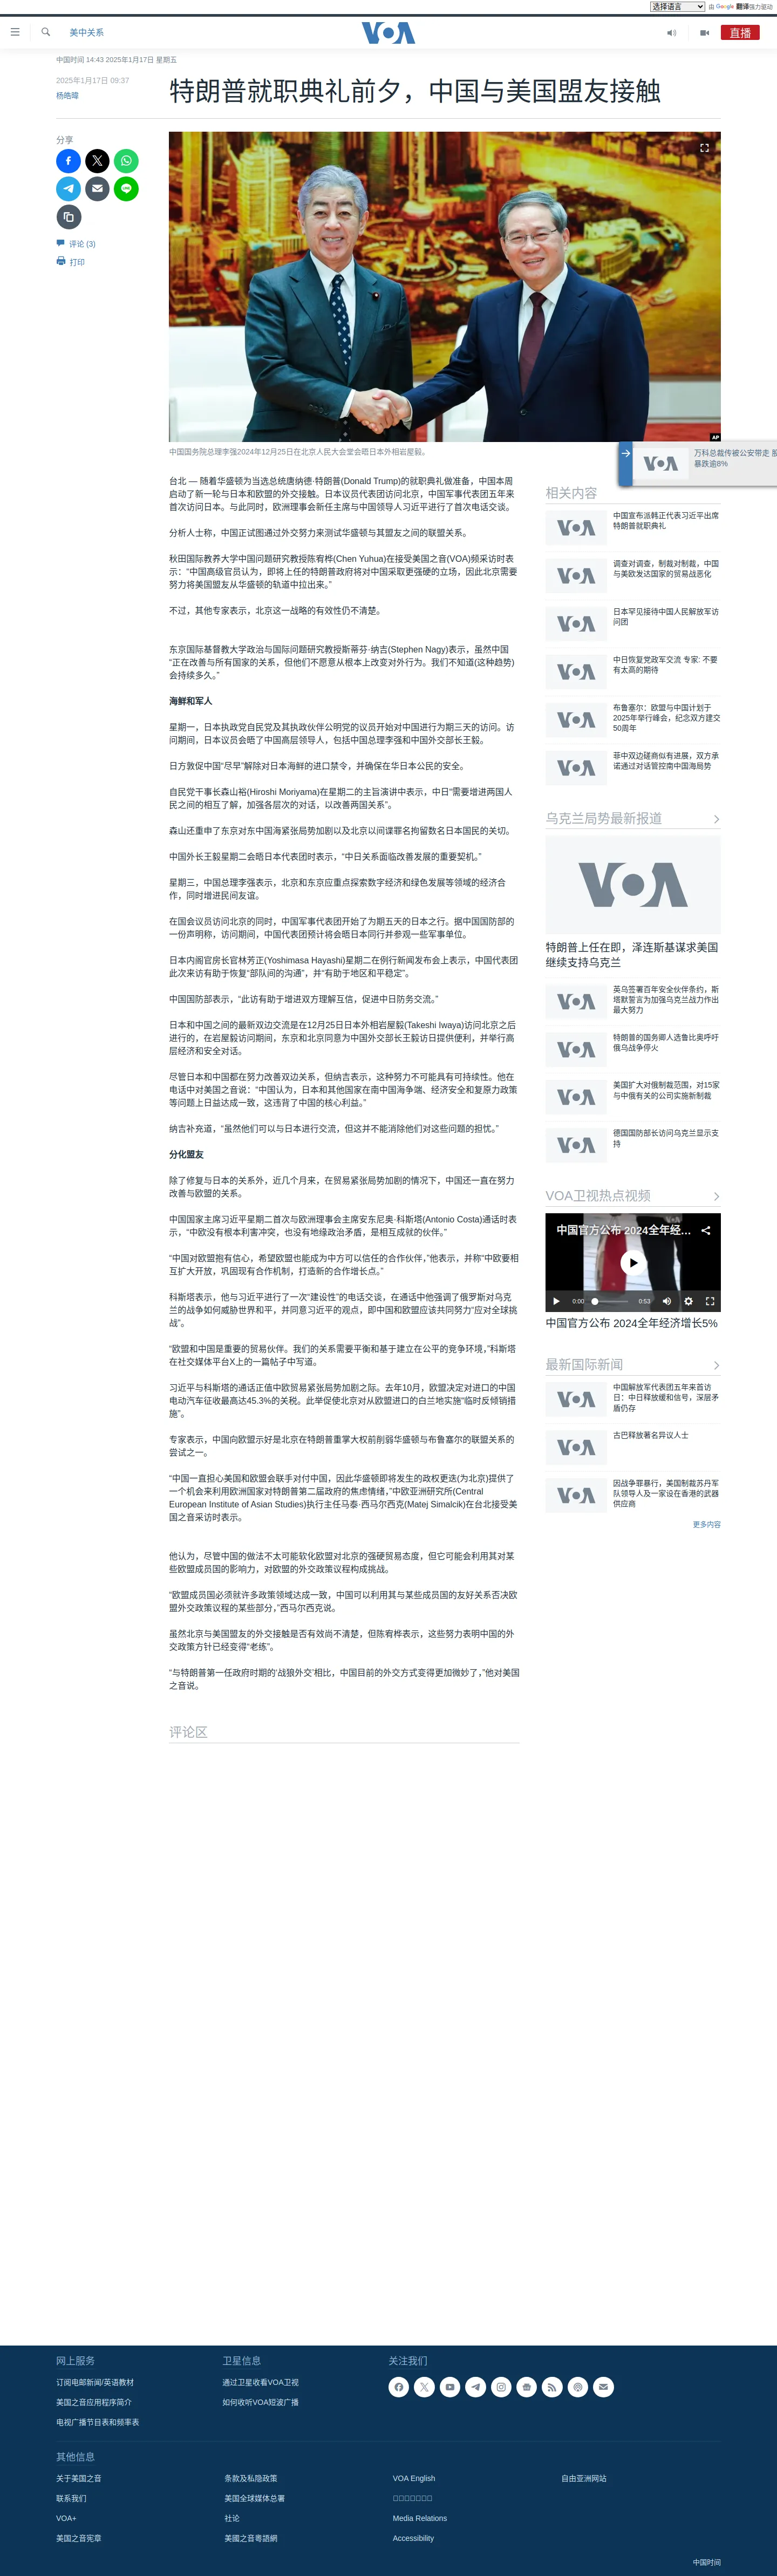 选择语言
由 Google 翻译强力驱动
美中关系
VOA
直播
中国时间 14:43 2025年1月17日 星期五
2025年1月17日 09:37
杨皓暐
特朗普就职典礼前夕，中国与美国盟友接触
分享
评论 (3)
打印
AP
中国国务院总理李强2024年12月25日在北京人民大会堂会晤日本外相岩屋毅。
台北 — 随着华盛顿为当选总统唐纳德·特朗普(Donald Trump)的就职典礼做准备，中国本周
启动了新一轮与日本和欧盟的外交接触。日本议员代表团访问北京，中国军事代表团五年来
首次访问日本。与此同时，欧洲理事会新任主席与中国领导人习近平进行了首次电话交谈。
分析人士称，中国正试图通过外交努力来测试华盛顿与其盟友之间的联盟关系。
秋田国际教养大学中国问题研究教授陈宥桦(Chen Yuhua)在接受美国之音(VOA)频采访时表
示：“中国高级官员认为，即将上任的特朗普政府将对中国采取更强硬的立场，因此北京需要
努力将美国盟友从华盛顿的轨道中拉出来。”
不过，其他专家表示，北京这一战略的有效性仍不清楚。
东京国际基督教大学政治与国际问题研究教授斯蒂芬·纳吉(Stephen Nagy)表示，虽然中国
“正在改善与所有国家的关系，但他们不愿意从根本上改变对外行为。我们不知道(这种趋势)
会持续多久。”
海鲜和军人
星期一，日本执政党自民党及其执政伙伴公明党的议员开始对中国进行为期三天的访问。访
问期间，日本议员会晤了中国高层领导人，包括中国总理李强和中国外交部长王毅。
日方敦促中国“尽早”解除对日本海鲜的进口禁令，并确保在华日本公民的安全。
自民党干事长森山裕(Hiroshi Moriyama)在星期二的主旨演讲中表示，中日“需要增进两国人
民之间的相互了解，加强各层次的对话，以改善两国关系”。
森山还重申了东京对东中国海紧张局势加剧以及北京以间谍罪名拘留数名日本国民的关切。
中国外长王毅星期二会晤日本代表团时表示，“中日关系面临改善发展的重要契机。”
星期三，中国总理李强表示，北京和东京应重点探索数字经济和绿色发展等领域的经济合
作，同时增进民间友谊。
在国会议员访问北京的同时，中国军事代表团开始了为期五天的日本之行。据中国国防部的
一份声明称，访问期间，中国代表团预计将会晤日本同行并参观一些军事单位。
日本内阁官房长官林芳正(Yoshimasa Hayashi)星期二在例行新闻发布会上表示，中国代表团
此次来访有助于恢复“部队间的沟通”，并“有助于地区和平稳定”。
中国国防部表示，“此访有助于增进双方理解互信，促进中日防务交流。”
日本和中国之间的最新双边交流是在12月25日日本外相岩屋毅(Takeshi Iwaya)访问北京之后
进行的，在岩屋毅访问期间，东京和北京同意为中国外交部长王毅访日提供便利，并举行高
层经济和安全对话。
尽管日本和中国都在努力改善双边关系，但纳吉表示，这种努力不可能具有可持续性。他在
电话中对美国之音说：“中国认为，日本和其他国家在南中国海争端、经济安全和复原力政策
等问题上日益达成一致，这违背了中国的核心利益。”
纳吉补充道，“虽然他们可以与日本进行交流，但这并不能消除他们对这些问题的担忧。”
分化盟友
除了修复与日本的关系外，近几个月来，在贸易紧张局势加剧的情况下，中国还一直在努力
改善与欧盟的关系。
中国国家主席习近平星期二首次与欧洲理事会主席安东尼奥·科斯塔(Antonio Costa)通话时表
示，“中欧没有根本利害冲突，也没有地缘政治矛盾，是相互成就的伙伴。”
“中国对欧盟抱有信心，希望欧盟也能成为中方可以信任的合作伙伴，”他表示，并称“中欧要相
互扩大开放，巩固现有合作机制，打造新的合作增长点。”
科斯塔表示，他与习近平进行了一次“建设性”的电话交谈，在通话中他强调了俄罗斯对乌克
兰的战争如何威胁世界和平，并同意习近平的观点，即中国和欧盟应该共同努力“应对全球挑
战”。
“欧盟和中国是重要的贸易伙伴。我们的关系需要平衡和基于建立在公平的竞争环境，”科斯塔
在社交媒体平台X上的一篇帖子中写道。
习近平与科斯塔的通话正值中欧贸易紧张局势加剧之际。去年10月，欧盟决定对进口的中国
电动汽车征收最高达45.3%的关税。此举促使北京对从欧盟进口的白兰地实施“临时反倾销措
施”。
专家表示，中国向欧盟示好是北京在特朗普重掌大权前削弱华盛顿与布鲁塞尔的联盟关系的
尝试之一。
“中国一直担心美国和欧盟会联手对付中国，因此华盛顿即将发生的政权更迭(为北京)提供了
一个机会来利用欧洲国家对特朗普第二届政府的焦虑情绪，”中欧亚洲研究所(Central
European Institute of Asian Studies)执行主任马泰·西马尔西克(Matej Simalcik)在台北接受美
国之音采访时表示。
他认为，尽管中国的做法不太可能软化欧盟对北京的强硬贸易态度，但它可能会利用其对某
些欧盟成员国的影响力，对欧盟的外交政策议程构成挑战。
“欧盟成员国必须就许多政策领域达成一致，中国可以利用其与某些成员国的友好关系否决欧
盟外交政策议程的某些部分，”西马尔西克说。
虽然北京与美国盟友的外交接触是否有效尚不清楚，但陈宥桦表示，这些努力表明中国的外
交政策方针已经变得“老练”。
“与特朗普第一任政府时期的‘战狼外交’相比，中国目前的外交方式变得更加微妙了，”他对美国
之音说。
评论区
万科总裁传被公安带走 股
暴跌逾8%
相关内容
中国宣布派韩正代表习近平出席
特朗普就职典礼
调查对调查，制裁对制裁，中国
与美欧发达国家的贸易战恶化
日本罕见接待中国人民解放军访
问团
中日恢复党政军交流 专家: 不要
有太高的期待
布鲁塞尔：欧盟与中国计划于
2025年举行峰会，纪念双方建交
50周年
菲中双边磋商似有进展，双方承
诺通过对话管控南中国海局势
乌克兰局势最新报道
特朗普上任在即，泽连斯基谋求美国
继续支持乌克兰
英乌签署百年安全伙伴条约，斯
塔默誓言为加强乌克兰战力作出
最大努力
特朗普的国务卿人选鲁比奥呼吁
俄乌战争停火
美国扩大对俄制裁范围，对15家
与中俄有关的公司实施新制裁
德国国防部长访问乌克兰显示支
持
VOA卫视热点视频
中国官方公布 2024全年经...
0:00
0:53
中国官方公布 2024全年经济增长5%
最新国际新闻
中国解放军代表团五年来首访
日：中日释放缓和信号，深层矛
盾仍存
古巴释放著名异议人士
因战争罪暴行，美国制裁苏丹军
队领导人及一家设在香港的武器
供应商
更多内容
网上服务
订阅电邮新闻/英语教材
美国之音应用程序简介
电视广播节目表和频率表
卫星信息
通过卫星收看VOA卫视
如何收听VOA短波广播
关注我们
其他信息
关于美国之音
联系我们
VOA+
美国之音宪章
条款及私隐政策
美国全球媒体总署
社论
美國之音粵語網
VOA English
Media Relations
Accessibility
自由亚洲网站
中国时间